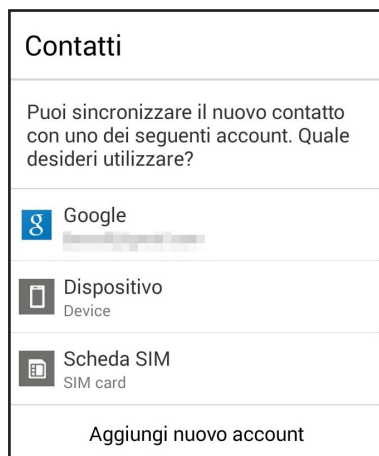 Contatti
Puoi sincronizzare il nuovo contatto
con uno dei seguenti account. Quale
desideri utilizzare?
Google
Dispositivo
Device
Scheda SIM
SIM card
Aggiungi nuovo account